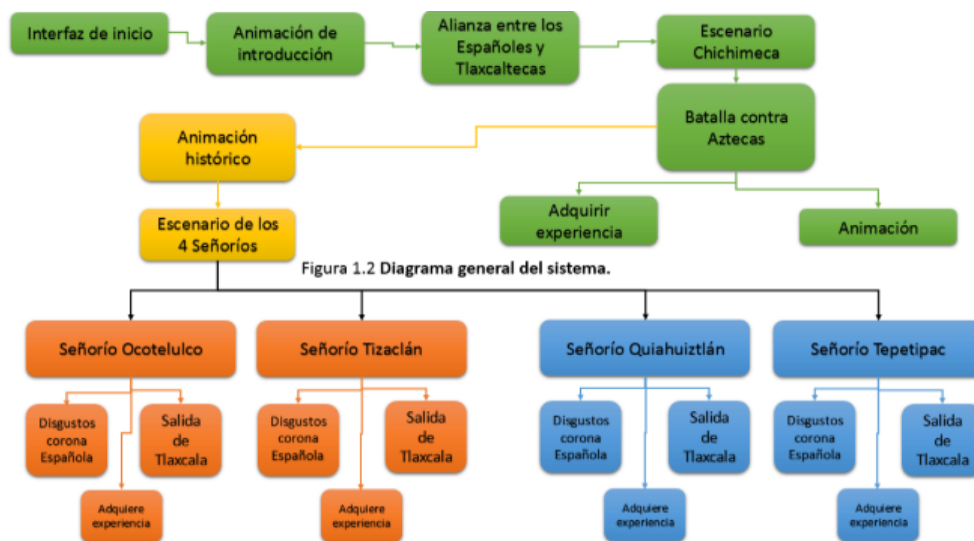 Interfaz de inicio
Animación de
introducción
Alianza entre los
Españoles y
Tlaxcaltecas
Escenario
Chichimeca
Batalla contra
Aztecas
Animación
histórico
Adquirir
experiencia
Animación
Escenario de los
4 Señoríos
Figura 1.2 Diagrama general del sistema.
Señorío Ocotelulco
Señorío Tizaclán
Señorío Quiahuiztlán
Señorío Tepetipac
Disgustos
corona
Española
Salida
de
Tlaxcala
Disgustos
corona
Española
Salida
de
Tlaxcala
Disgustos
corona
Española
Salida
de
Tlaxcala
Disgustos
corona
Española
Salida
de
Tlaxcala
Adquiere
experiencia
Adquiere
experiencia
Adquiere
experiencia
Adquiere
experiencia